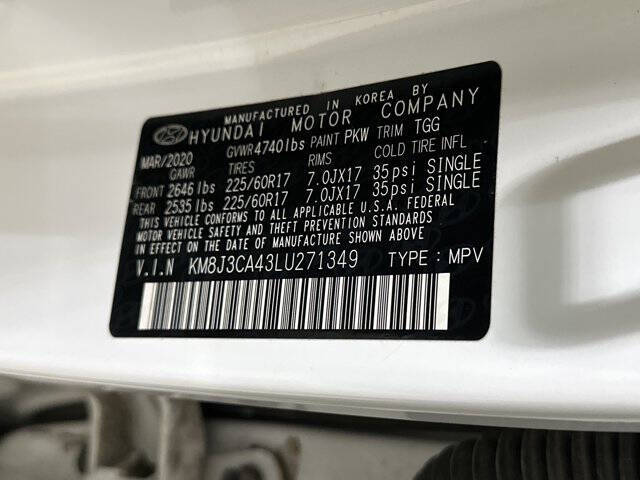 MANUFACTURED IN KOREA BY
HYUNDAI MOTOR COMPANY
MAR/2020 GVWR 4740lbs PAINT PKW TRIM TGG
GAWR TIRES RIMS COLD TIRE INFL
FRONT 2646 lbs 225/60R17 7.0JX17 35psi SINGLE
REAR 2535 lbs 225/60R17 7.0JX17 35psi SINGLE
THIS VEHICLE CONFORMS TO ALL APPLICABLE U.S.A. FEDERAL
MOTOR VEHICLE SAFETY AND THEFT PREVENTION STANDARDS
IN EFFECT ON THE DATE OF MANUFACTURE SHOWN ABOVE.
V.I.N KM8J3CA43LU271349 TYPE : MPV